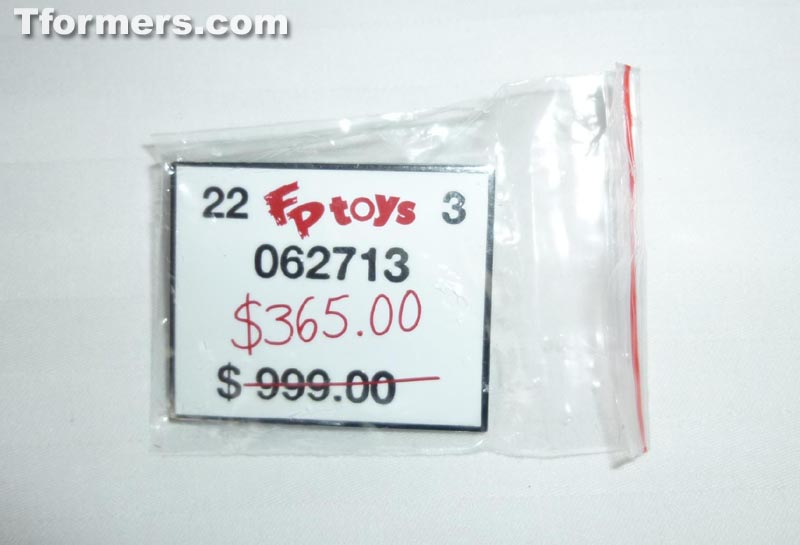 Tformers.com
22 FP toys 3
062713
$365.00
$ 999.00